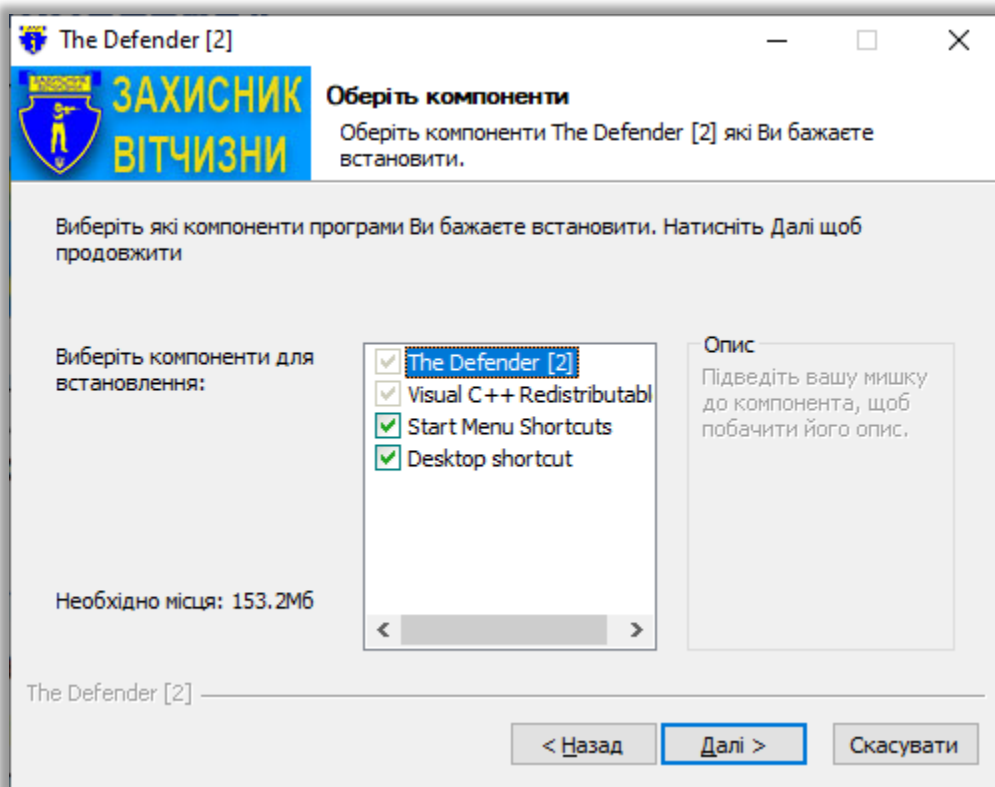 The Defender [2]
ЗАХИСНИК
ВІТЧИЗНИ
Оберіть компоненти
Оберіть компоненти The Defender [2] які Ви бажаєте
встановити.
Виберіть які компоненти програми Ви бажаєте встановити. Натисніть Далі щоб
продовжити
Виберіть компоненти для
встановлення:
The Defender [2]
Visual C++ Redistributabl
Start Menu Shortcuts
Desktop shortcut
Опис
Підведіть вашу мишку
до компонента, щоб
побачити його опис.
Необхідно місця: 153.2Мб
The Defender [2]
< Назад
Далі >
Скасувати